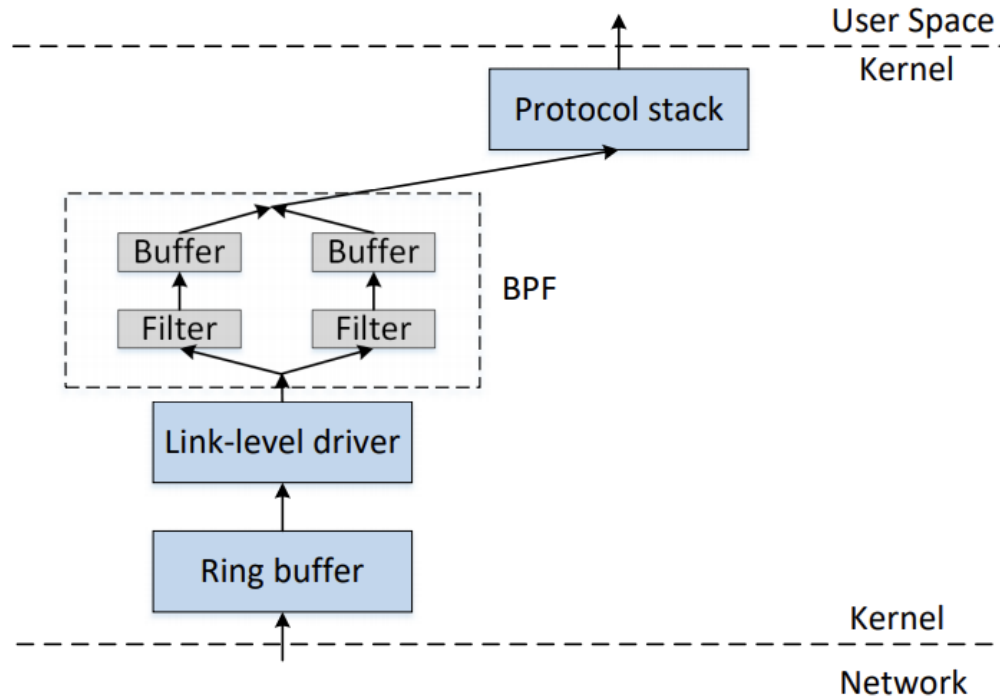 User Space
Kernel
Protocol stack
Buffer
Buffer
BPF
Filter
Filter
Link-level driver
Ring buffer
Kernel
Network